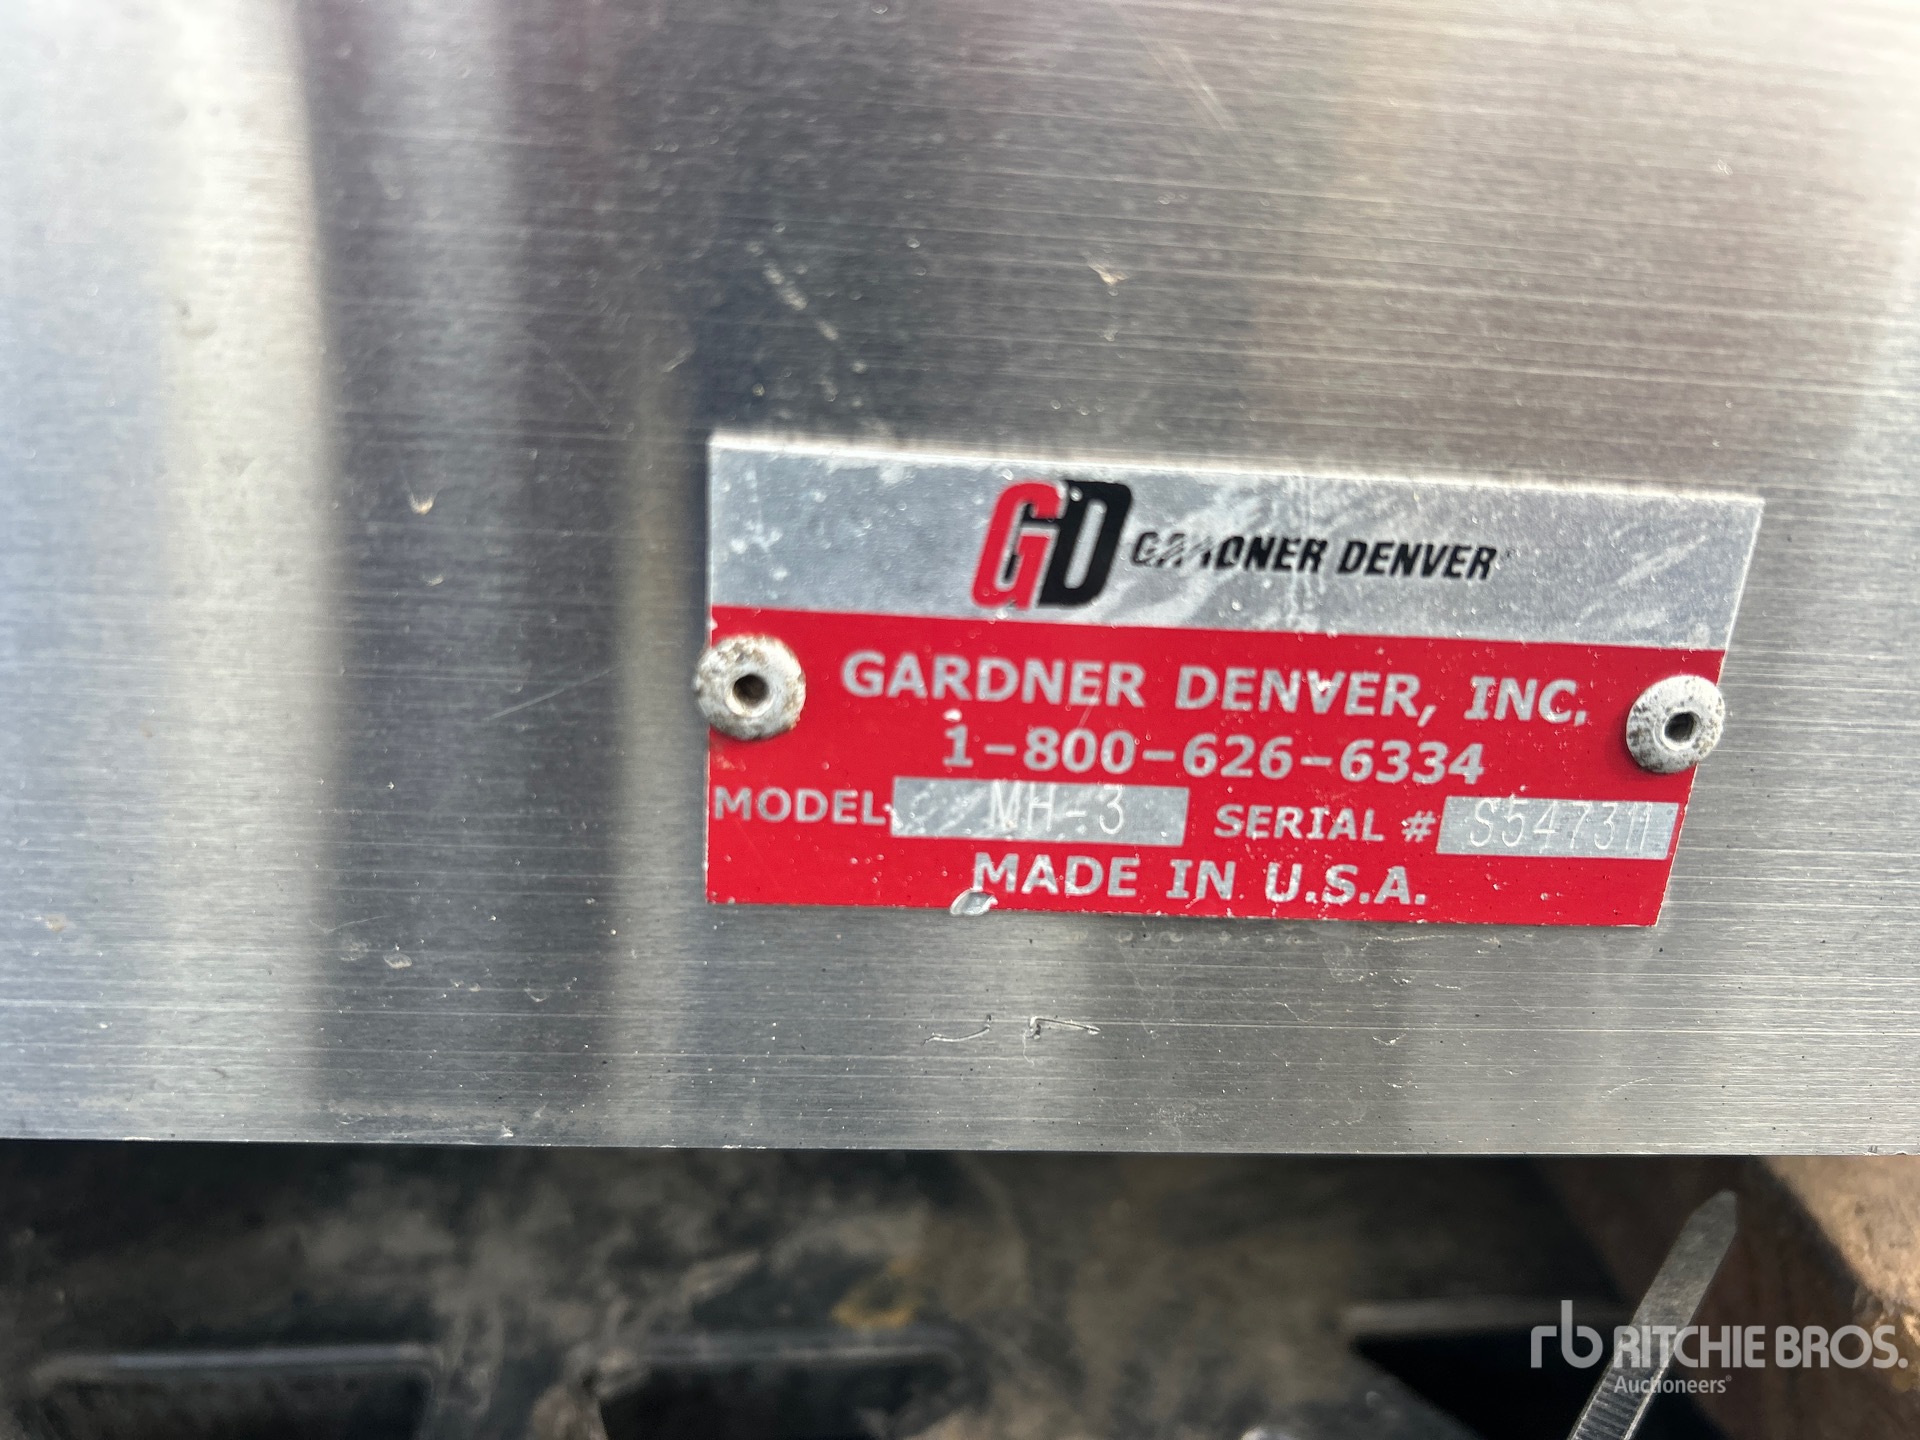 GD GARDNER DENVER
GARDNER DENVER, INC.
1-800-626-6334
MODEL MH-3 SERIAL # S547311
MADE IN U.S.A.
rb RITCHIE BROS.
Auctioneers®